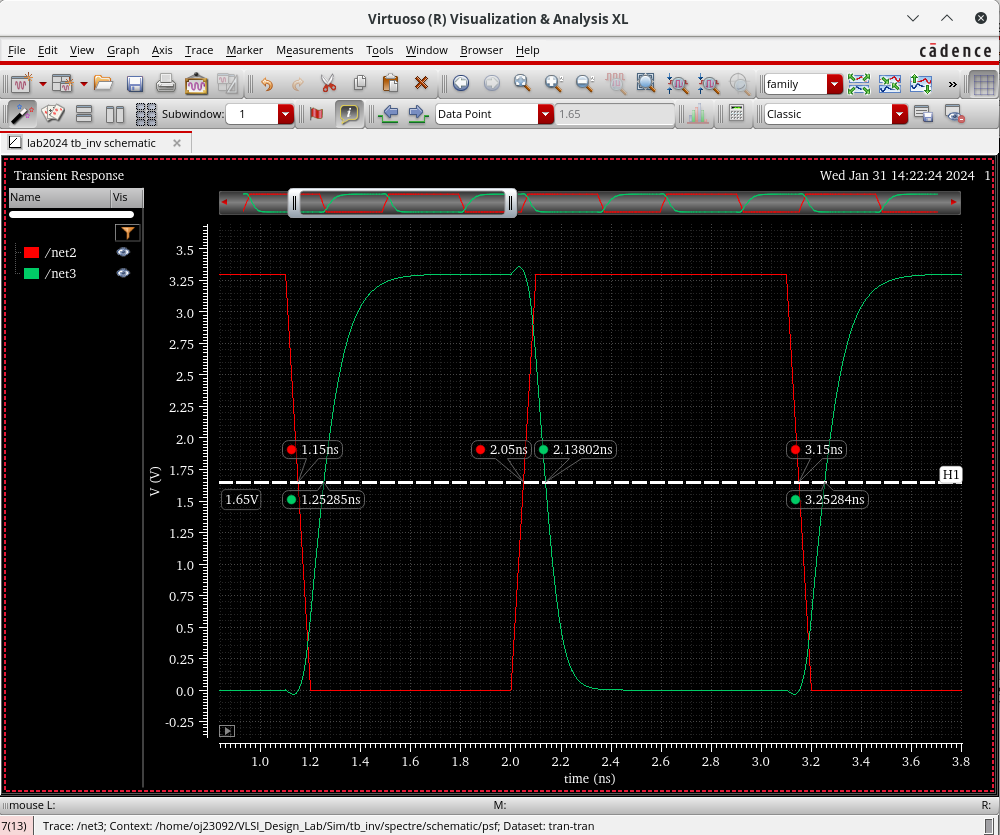 Virtuoso (R) Visualization & Analysis XL
File Edit View Graph Axis Trace Marker Measurements Tools Window Browser Help
cādence
family
»
Subwindow: 1
Data Point
1.65
Classic
lab2024 tb_inv schematic
Transient Response
Wed Jan 31 14:22:24 2024 1
Name Vis
/net2
/net3
3.5
3.25
3.0
2.75
2.5
2.25
2.0
1.75
1.5
1.25
1.0
0.75
0.5
0.25
0.0
-0.25
V (V)
1.15ns
2.05ns
2.13802ns
3.15ns
H1
1.65V
1.25285ns
3.25284ns
1.0 1.2 1.4 1.6 1.8 2.0 2.2 2.4 2.6 2.8 3.0 3.2 3.4 3.6 3.8
time (ns)
mouse L: M: R:
7(13) Trace: /net3; Context: /home/oj23092/VLSI_Design_Lab/Sim/tb_inv/spectre/schematic/psf; Dataset: tran-tran